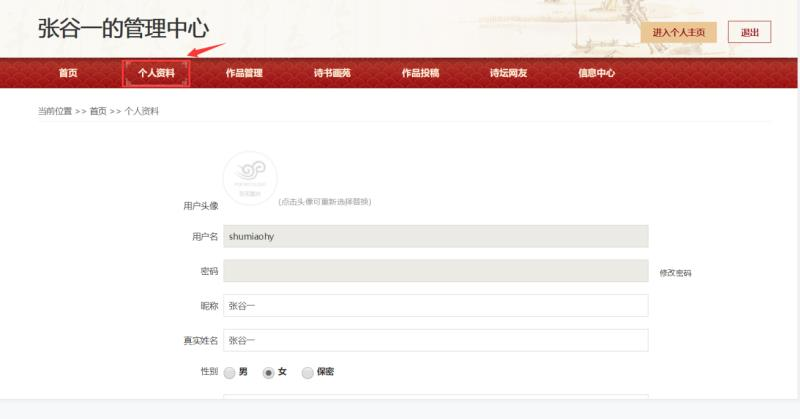 张谷一的管理中心
进入个人主页
退出
首页 个人资料 作品管理 诗书画苑 作品投稿 诗坛网友 信息中心
当前位置 >> 首页 >> 个人资料
用户头像 (点击头像可重新选择替换)
用户名 shumiaohy
密码 修改密码
昵称 张谷一
真实姓名 张谷一
性别 男 女 保密